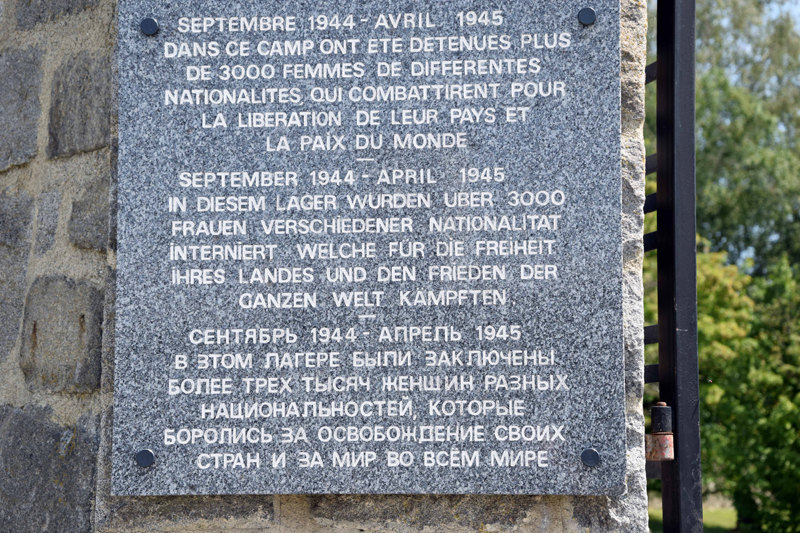 SEPTEMBRE 1944 - AVRIL 1945
DANS CE CAMP ONT ETE DETENUES PLUS
DE 3000 FEMMES DE DIFFERENTES
NATIONALITES QUI COMBATTIRENT POUR
LA LIBERATION DE LEUR PAYS ET
LA PAIX DU MONDE
SEPTEMBER 1944 - APRIL 1945
IN DIESEM LAGER WURDEN UBER 3000
FRAUEN VERSCHIEDENER NATIONALITAT
INTERNIERT WELCHE FÜR DIE FREIHEIT
IHRES LANDES UND DEN FRIEDEN DER
GANZEN WELT KAMPFTEN
СЕНТЯБРЬ 1944 - АПРЕЛЬ 1945
В ЭТОМ ЛАГЕРЕ БЫЛИ ЗАКЛЮЧЕНЫ
БОЛЕЕ ТРЕХ ТЫСЯЧ ЖЕНШИН РАЗНЫХ
НАЦИОНАЛЬНОСТЕЙ, КОТОРЫЕ
БОРОЛИСЬ ЗА ОСВОБОЖДЕНИЕ СВОИХ
СТРАН И ЗА МИР ВО ВСЁМ МИРЕ